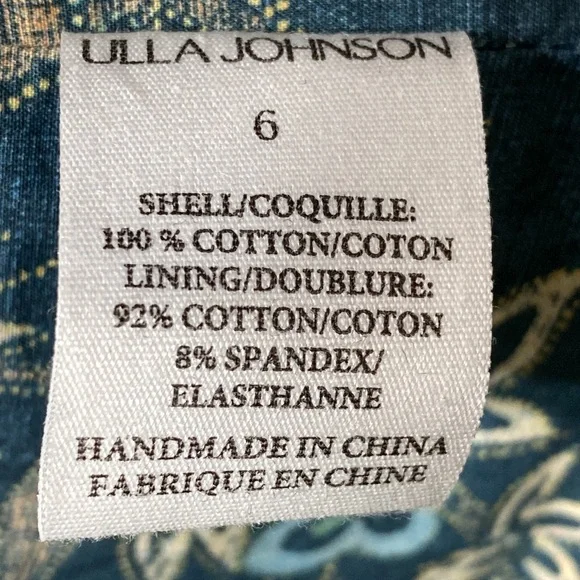 ULLA JOHNSON
6
SHELL/COQUILLE:
100 % COTTON/COTON
LINING/DOUBLURE:
92% COTTON/COTON
8% SPANDEX/
ELASTHANNE
HANDMADE IN CHINA
FABRIQUE EN CHINE